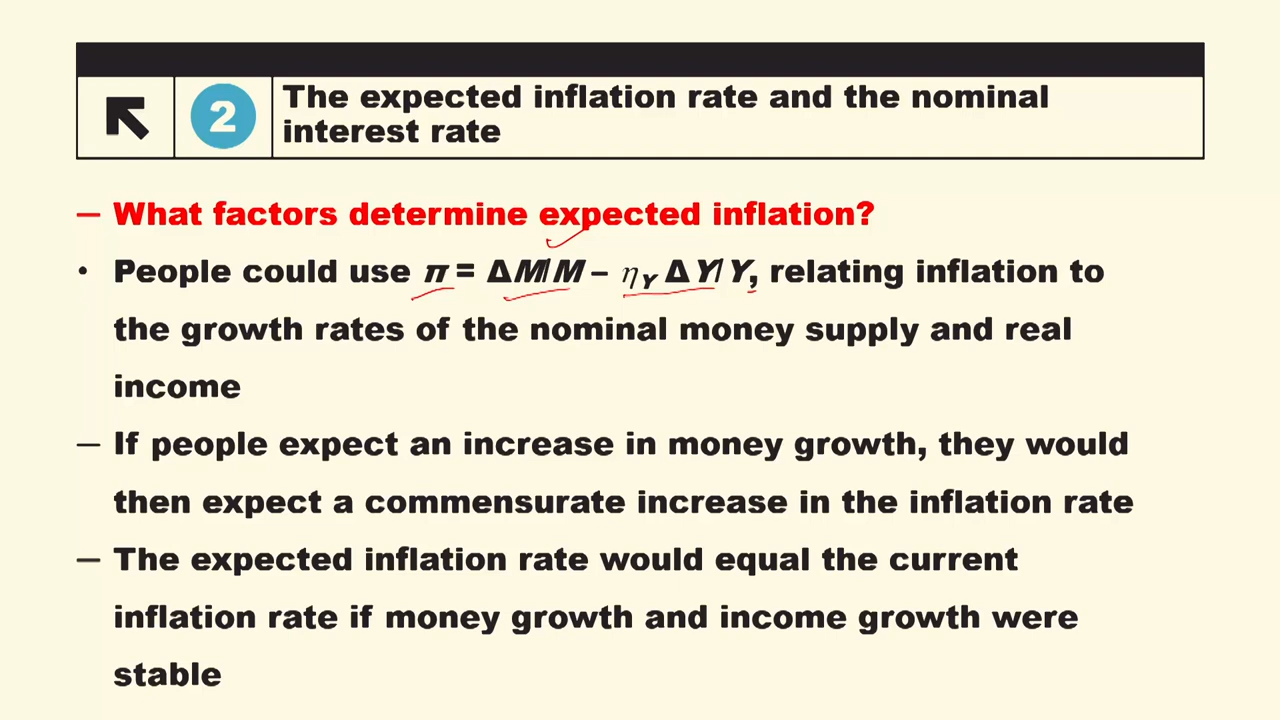 2
The expected inflation rate and the nominal
interest rate
– What factors determine expected inflation?
• People could use π = ΔM/M – ηY ΔY/Y, relating inflation to
the growth rates of the nominal money supply and real
income
– If people expect an increase in money growth, they would
then expect a commensurate increase in the inflation rate
– The expected inflation rate would equal the current
inflation rate if money growth and income growth were
stable